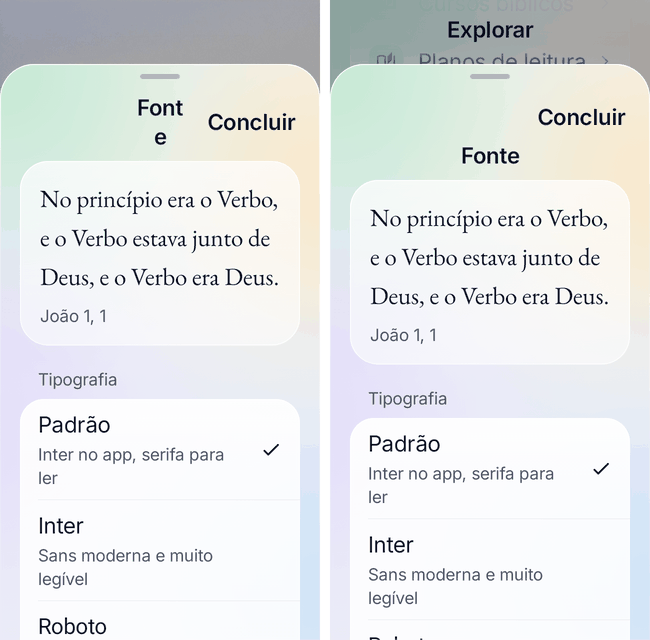 Font
e
Concluir
No princípio era o Verbo,
e o Verbo estava junto de
Deus, e o Verbo era Deus.
João 1, 1
Tipografia
Padrão
Inter no app, serifa para
ler
Inter
Sans moderna e muito
legível
Roboto
Cursos bíblicos
Explorar
Planos de leitura
Concluir
Fonte
No princípio era o Verbo,
e o Verbo estava junto de
Deus, e o Verbo era Deus.
João 1, 1
Tipografia
Padrão
Inter no app, serifa para
ler
Inter
Sans moderna e muito
legível